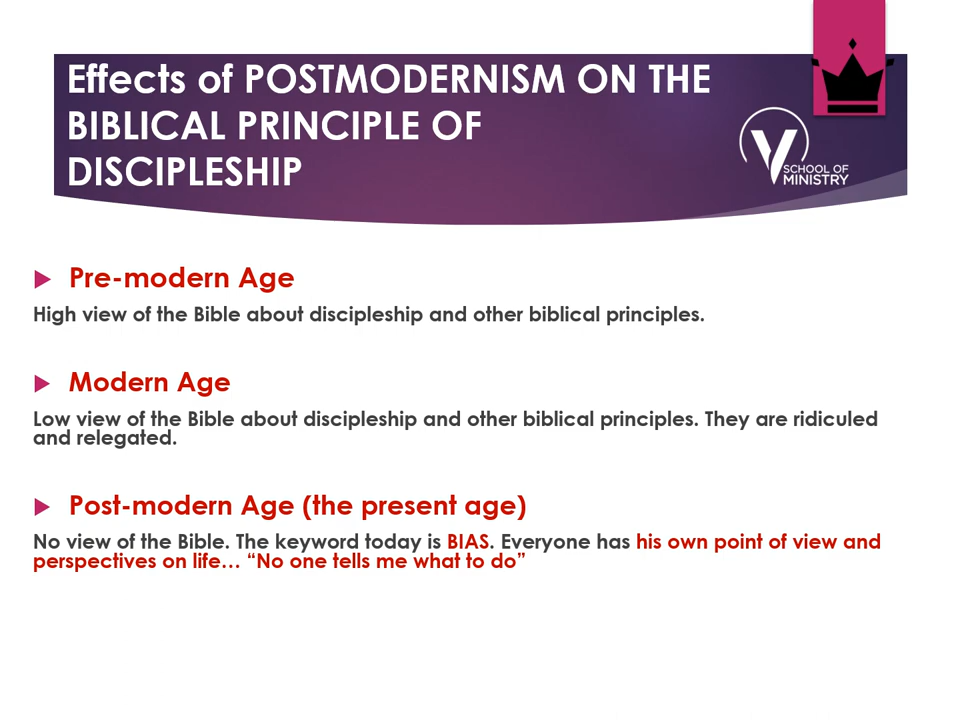 Effects of POSTMODERNISM ON THE
BIBLICAL PRINCIPLE OF
DISCIPLESHIP
V
SCHOOL OF
MINISTRY
Pre-modern Age
High view of the Bible about discipleship and other biblical principles.
Modern Age
Low view of the Bible about discipleship and other biblical principles. They are ridiculed
and relegated.
Post-modern Age (the present age)
No view of the Bible. The keyword today is BIAS. Everyone has his own point of view and
perspectives on life… “No one tells me what to do”